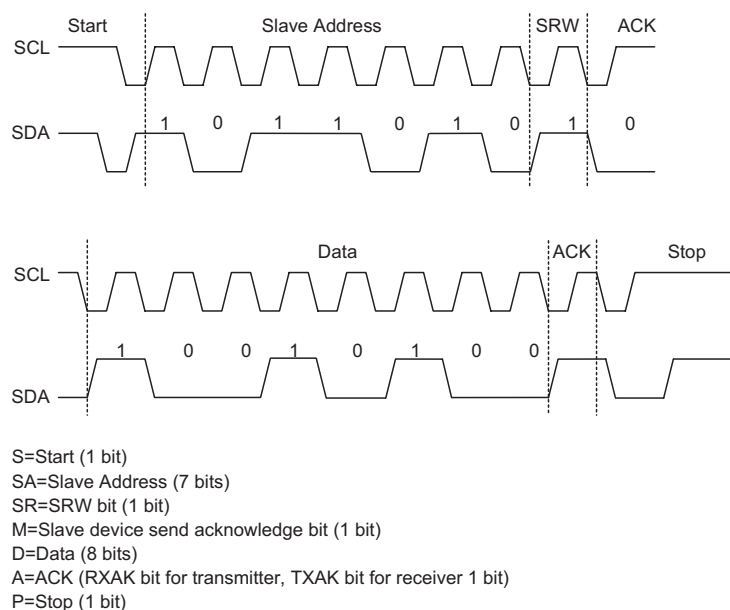 Start Slave Address SRW ACK
SCL
1 0 1 1 0 1 0 1 0
SDA
Data ACK Stop
SCL
1 0 0 1 0 1 0 0
SDA
S=Start (1 bit)
SA=Slave Address (7 bits)
SR=SRW bit (1 bit)
M=Slave device send acknowledge bit (1 bit)
D=Data (8 bits)
A=ACK (RXAK bit for transmitter, TXAK bit for receiver 1 bit)
P=Stop (1 bit)